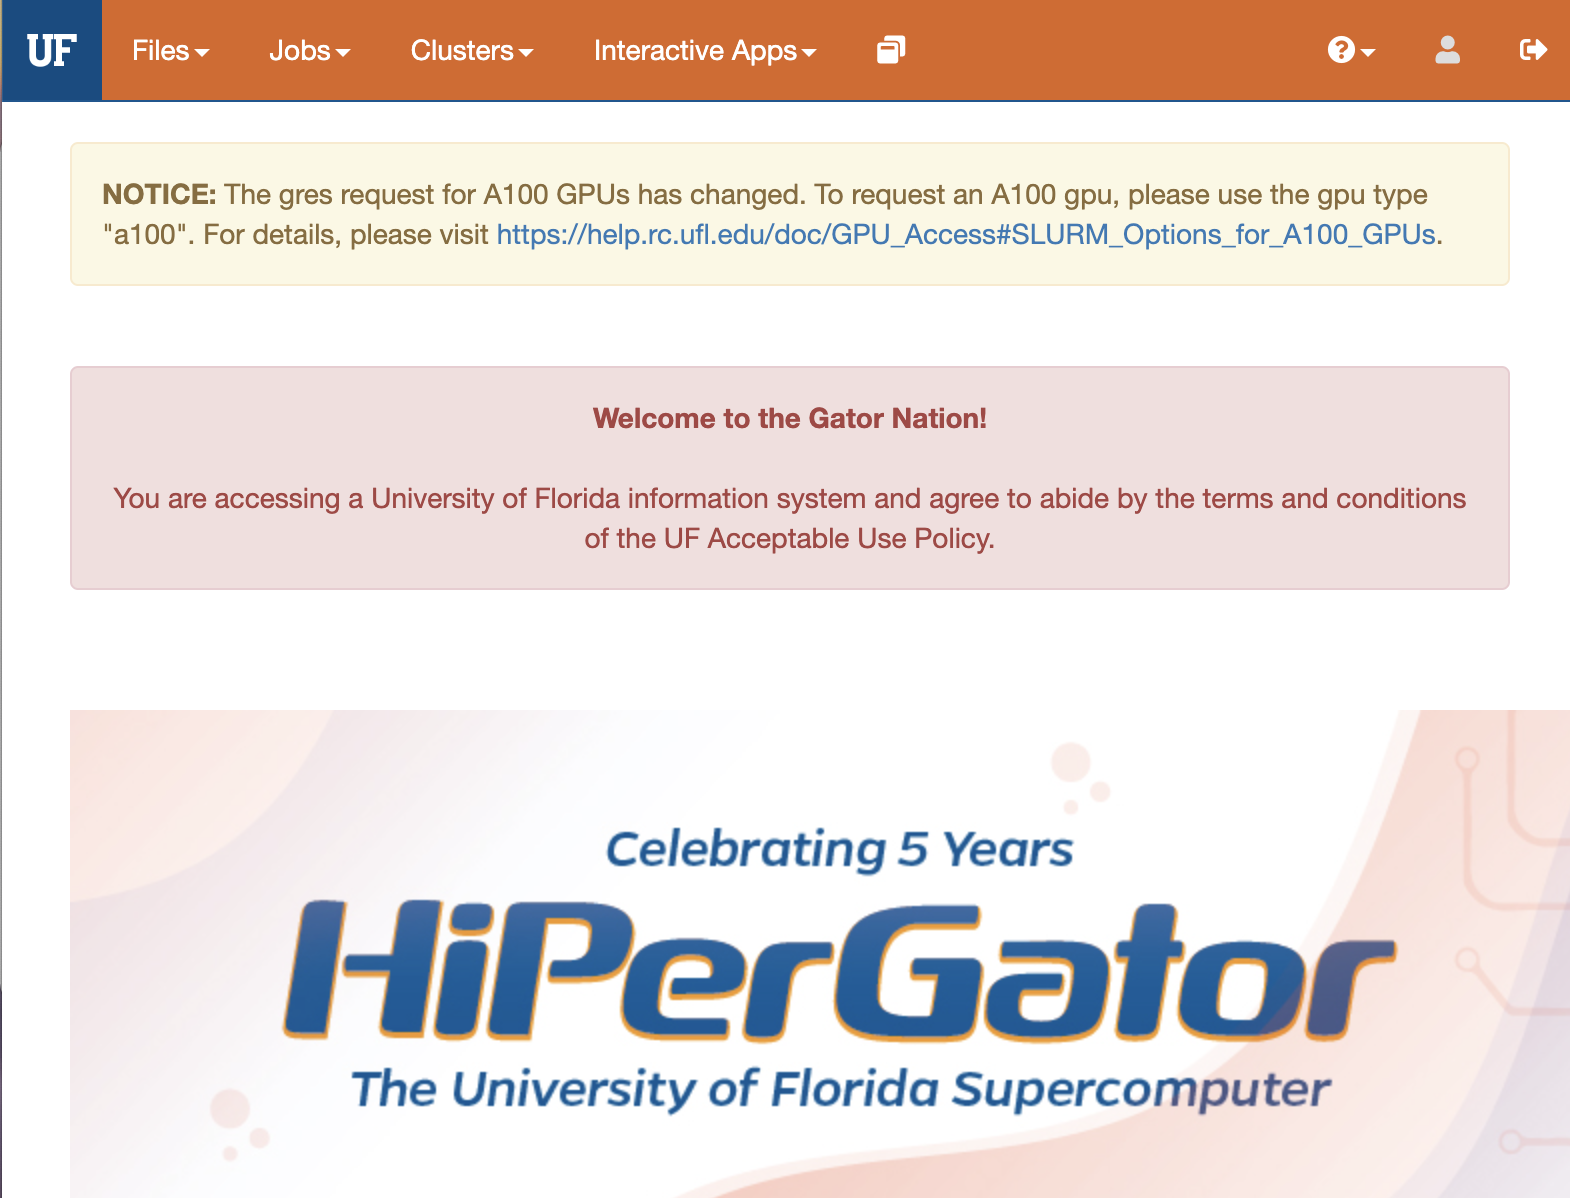 UF
Files
Jobs
Clusters
Interactive Apps
?
NOTICE: The gres request for A100 GPUs has changed. To request an A100 gpu, please use the gpu type
"a100". For details, please visit https://help.rc.ufl.edu/doc/GPU_Access#SLURM_Options_for_A100_GPUs.
Welcome to the Gator Nation!
You are accessing a University of Florida information system and agree to abide by the terms and conditions
of the UF Acceptable Use Policy.
Celebrating 5 Years
HiPerGator
The University of Florida Supercomputer